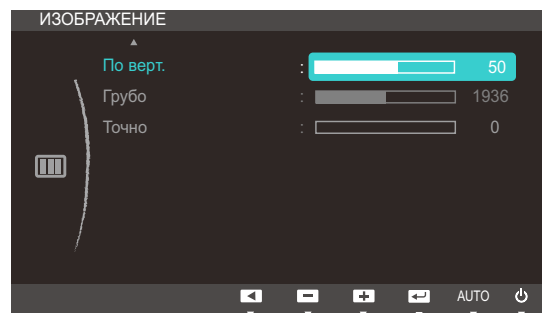 ИЗОБРАЖЕНИЕ
По верт. : 50
Грубо : 1936
Точно : 0
AUTO